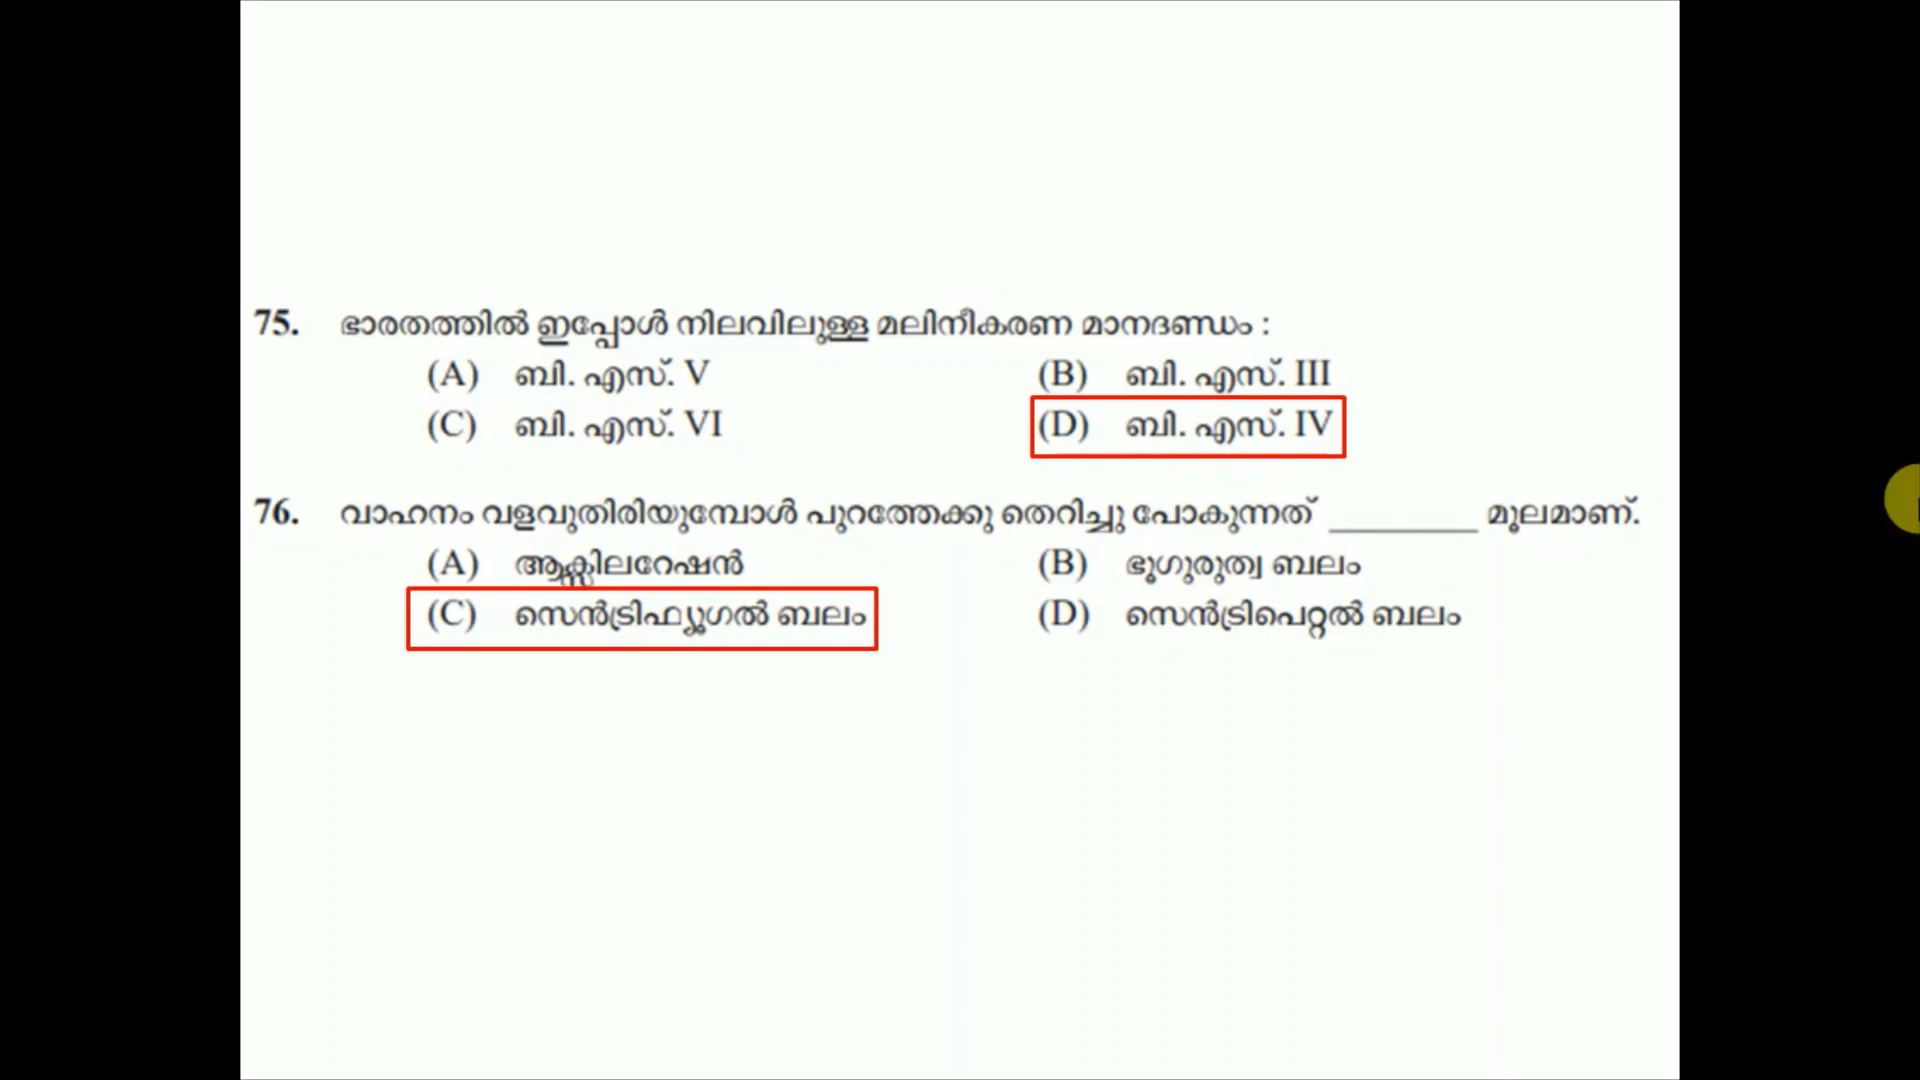 75. ഭാരതത്തിൽ ഇപ്പോൾ നിലവിലുള്ള മലിനീകരണ മാനദണ്ഡം :
(A) ബി. എസ്. V (B) ബി. എസ്. III
(C) ബി. എസ്. VI (D) ബി. എസ്. IV
76. വാഹനം വളവുതിരിയുമ്പോൾ പുറത്തേക്കു തെറിച്ചു പോകുന്നത് ________ മൂലമാണ്.
(A) ആക്സിലറേഷൻ (B) ഭൂഗുരുത്വ ബലം
(C) സെൻട്രിഫ്യൂഗൽ ബലം (D) സെൻട്രിപെറ്റൽ ബലം